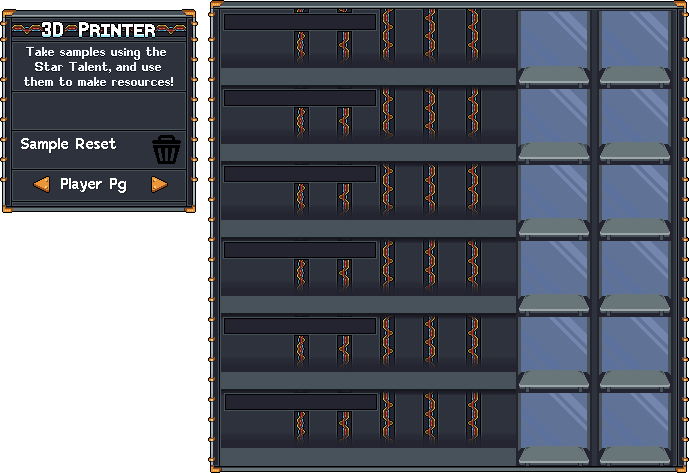 3D Printer
Take samples using the
Star Talent, and use
them to make resources!
Sample Reset
Player Pg